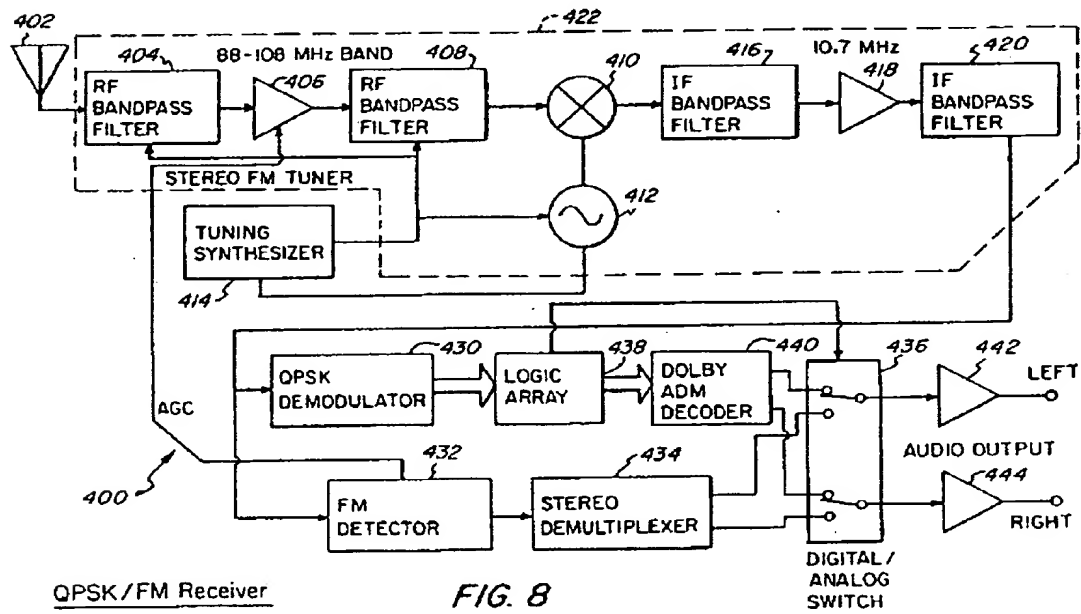 402
422
404
88-108 MHz BAND
408
410
416
10.7 MHz
420
406
418
RF
BANDPASS
FILTER
RF
BANDPASS
FILTER
IF
BANDPASS
FILTER
IF
BANDPASS
FILTER
STEREO FM TUNER
412
TUNING
SYNTHESIZER
414
430
438
440
436
442
QPSK
DEMODULATOR
LOGIC
ARRAY
DOLBY
ADM
DECODER
LEFT
AGC
400
432
434
AUDIO OUTPUT
444
FM
DETECTOR
STEREO
DEMULTIPLEXER
RIGHT
DIGITAL/
ANALOG
SWITCH
QPSK/FM Receiver
FIG. 8